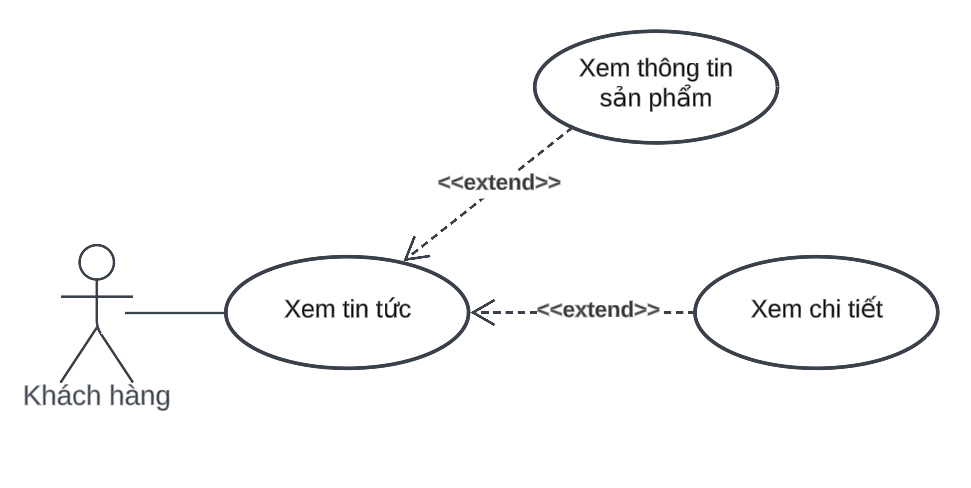 Xem thông tin
sản phẩm
<<extend>>
Xem tin tức
<<extend>>
Xem chi tiết
Khách hàng